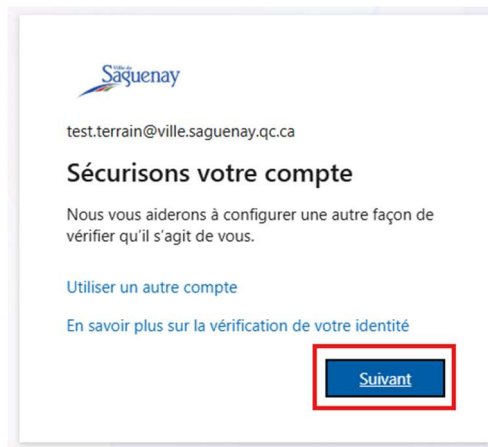 Ville de
Saguenay
test.terrain@ville.saguenay.qc.ca
Sécurisons votre compte
Nous vous aiderons à configurer une autre façon de
vérifier qu'il s'agit de vous.
Utiliser un autre compte
En savoir plus sur la vérification de votre identité
Suivant